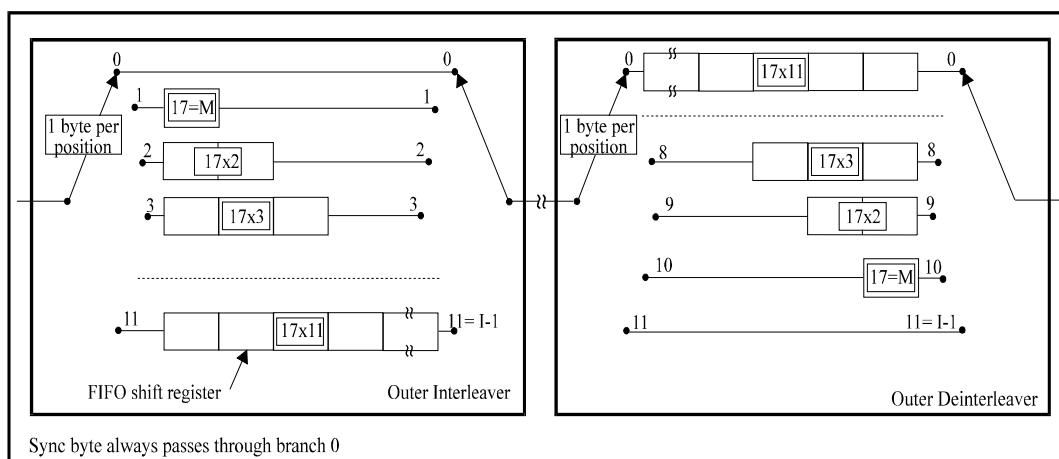 0 0
1 17=M 1
1 byte per
position
2 17x2 2
3 17x3 3
11 17x11 11= I-1
FIFO shift register
Outer Interleaver
0 17x11 0
1 byte per
position
8 17x3 8
9 17x2 9
10 17=M 10
11 11= I-1
Outer Deinterleaver
Sync byte always passes through branch 0